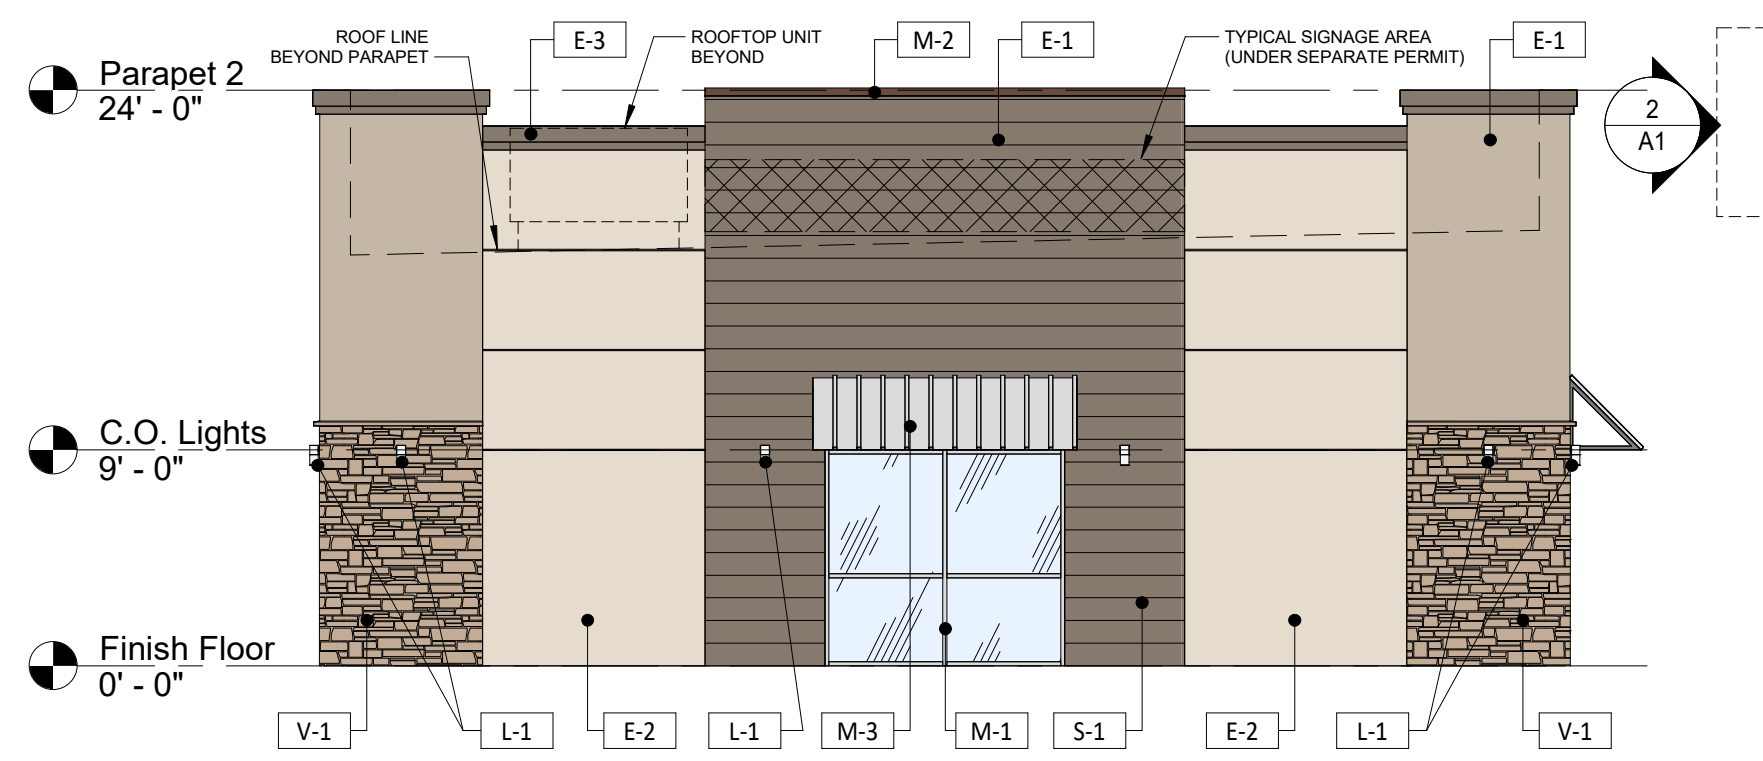 ROOF LINE
BEYOND PARAPET
E-3
ROOFTOP UNIT
BEYOND
M-2
E-1
TYPICAL SIGNAGE AREA
(UNDER SEPARATE PERMIT)
E-1
Parapet 2
24' - 0"
2
A1
C.O. Lights
9' - 0"
Finish Floor
0' - 0"
V-1
L-1
E-2
L-1
M-3
M-1
S-1
E-2
L-1
V-1